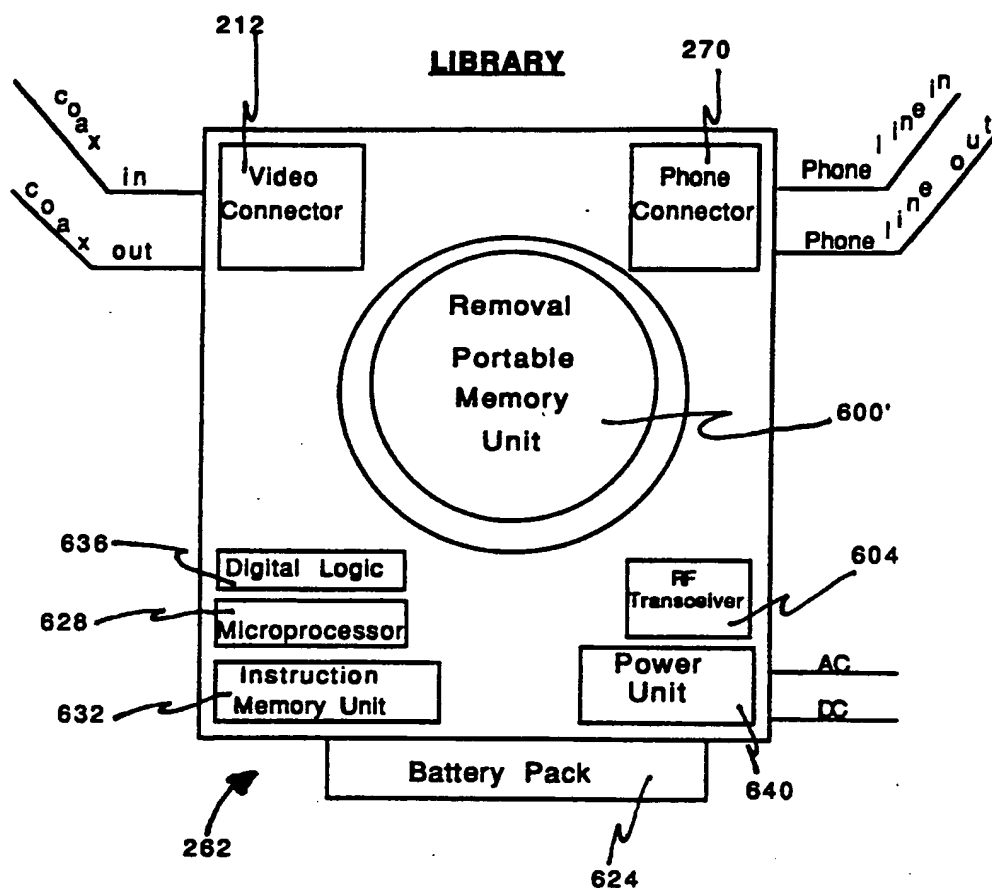 212
LIBRARY
270
coax in
Video
Connector
Phone
Connector
Phone line in
coax out
Phone line out
Removal
Portable
Memory
Unit
600'
636
Digital Logic
RF
Transceiver
604
628
Microprocessor
Instruction
Memory Unit
632
Power
Unit
AC
DC
Battery Pack
640
262
624